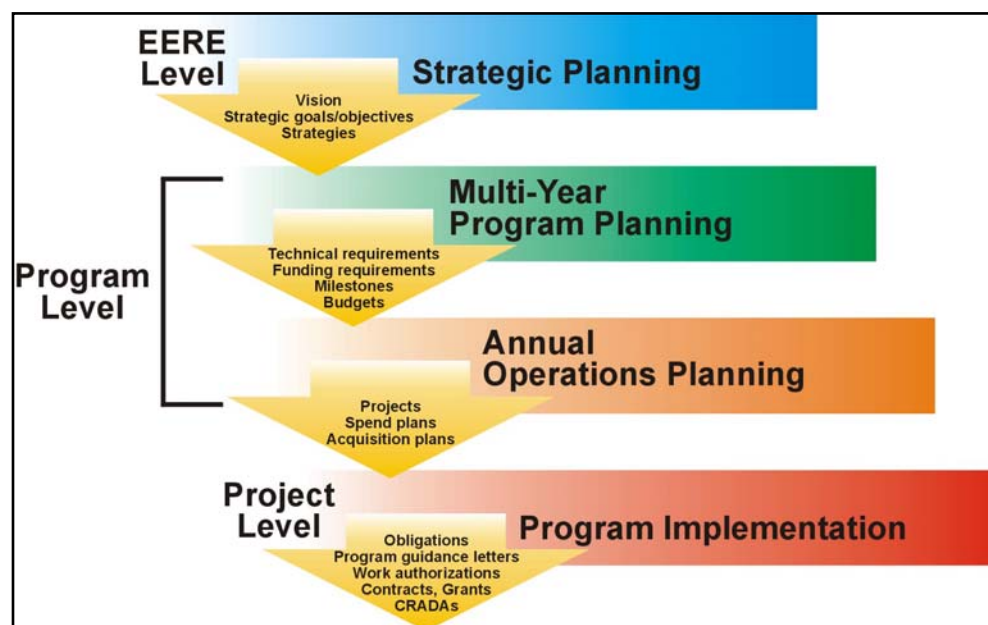 EERE
Level
Strategic Planning
Vision
Strategic goals/objectives
Strategies
Program
Level
Multi-Year
Program Planning
Technical requirements
Funding requirements
Milestones
Budgets
Annual
Operations Planning
Projects
Spend plans
Acquisition plans
Project
Level
Program Implementation
Obligations
Program guidance letters
Work authorizations
Contracts, Grants
CRADAs